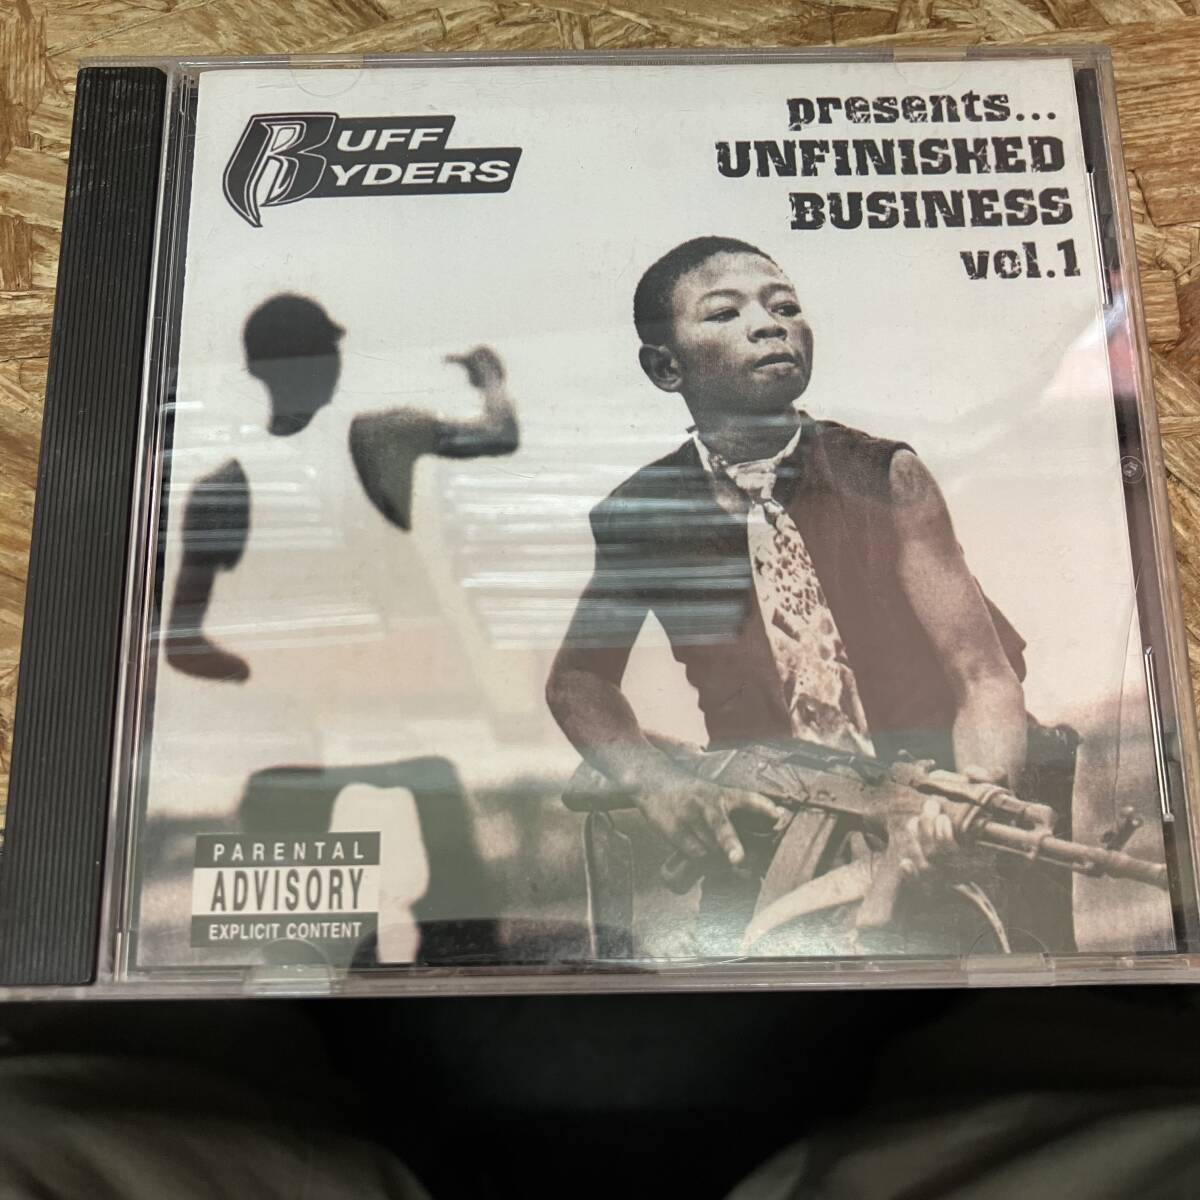 RUFF
RYDERS
presents...
UNFINISHED
BUSINESS
vol.1
PARENTAL
ADVISORY
EXPLICIT CONTENT